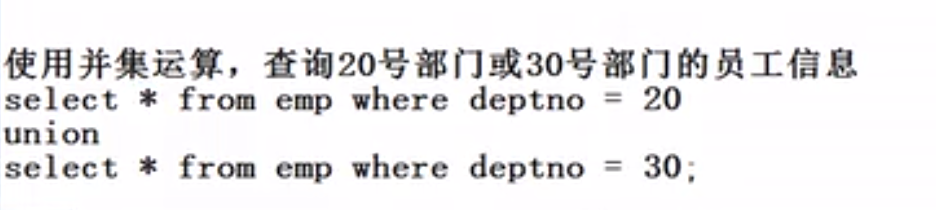 使用并集运算，查询20号部门或30号部门的员工信息
select * from emp where deptno = 20
union
select * from emp where deptno = 30;